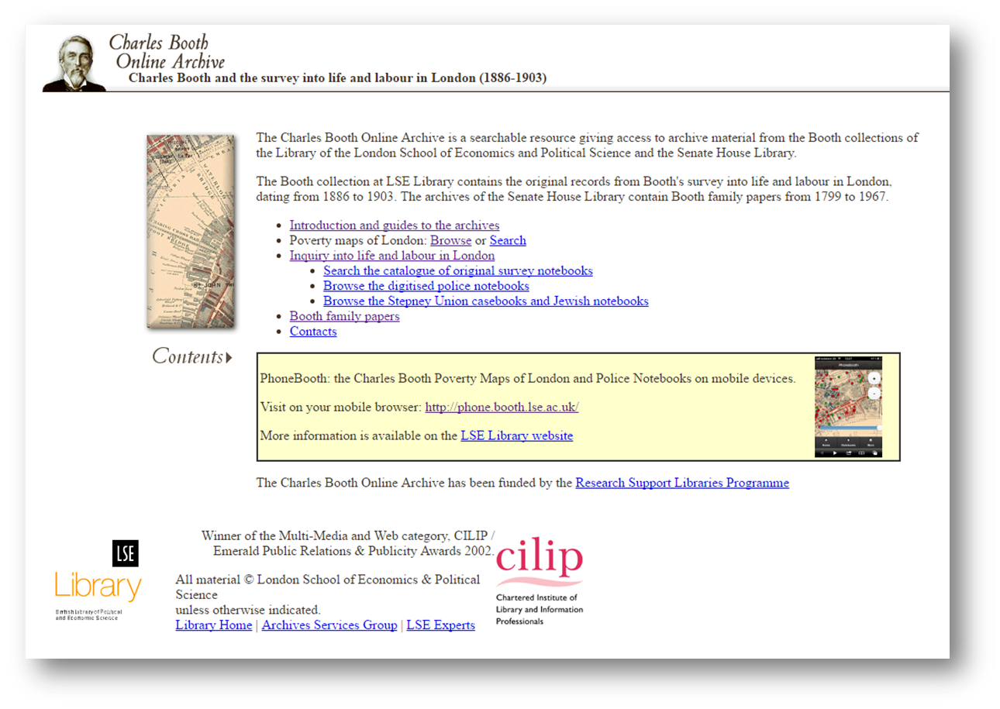 Charles Booth
Online Archive
Charles Booth and the survey into life and labour in London (1886-1903)
The Charles Booth Online Archive is a searchable resource giving access to archive material from the Booth collections of
the Library of the London School of Economics and Political Science and the Senate House Library.
The Booth collection at LSE Library contains the original records from Booth's survey into life and labour in London,
dating from 1886 to 1903. The archives of the Senate House Library contain Booth family papers from 1799 to 1967.
Introduction and guides to the archives
Poverty maps of London: Browse or Search
Inquiry into life and labour in London
Search the catalogue of original survey notebooks
Browse the digitised police notebooks
Browse the Stepney Union casebooks and Jewish notebooks
Booth family papers
Contacts
Contents
PhoneBooth: the Charles Booth Poverty Maps of London and Police Notebooks on mobile devices.
Visit on your mobile browser: http://phone.booth.lse.ac.uk/
More information is available on the LSE Library website
The Charles Booth Online Archive has been funded by the Research Support Libraries Programme
LSE
Library
British Library of Political
and Economic Science
Winner of the Multi-Media and Web category, CILIP /
Emerald Public Relations & Publicity Awards 2002.
All material © London School of Economics & Political
Science
unless otherwise indicated.
Library Home | Archives Services Group | LSE Experts
cilip
Chartered Institute of
Library and Information
Professionals